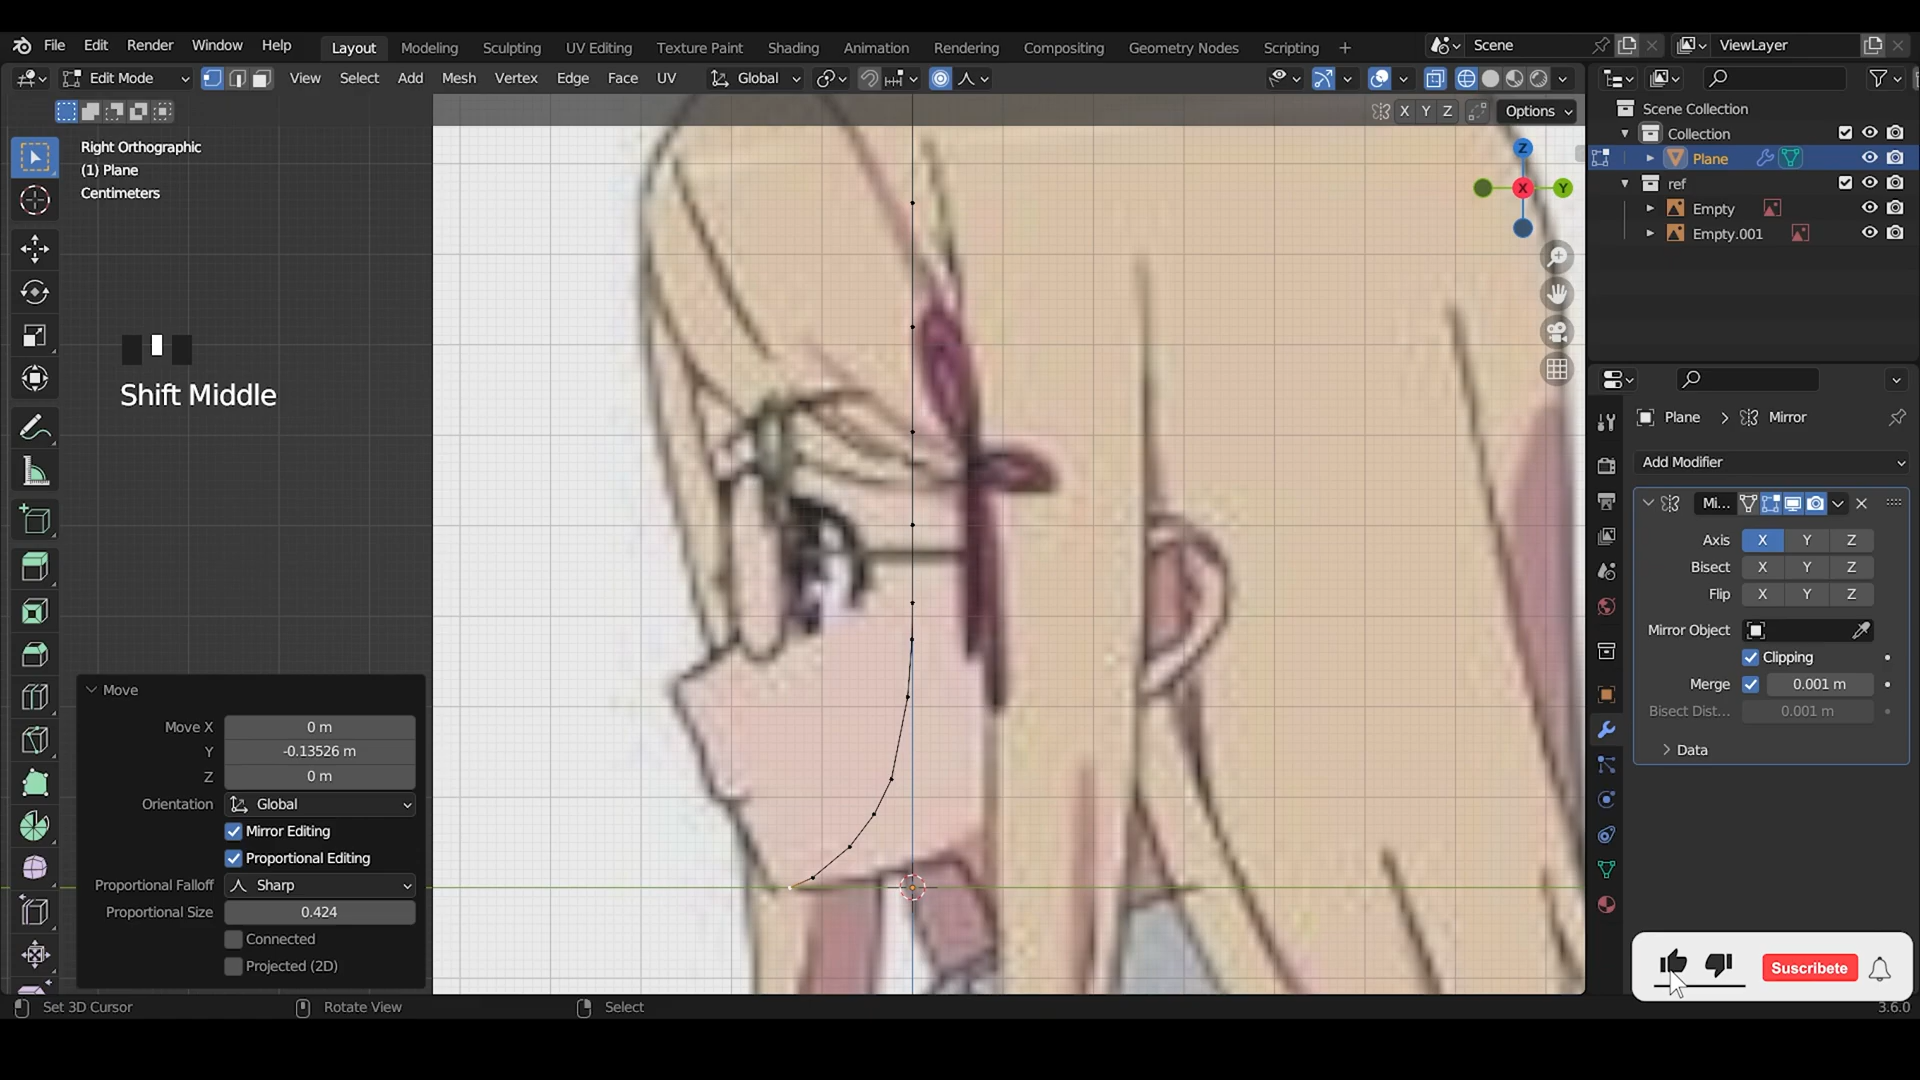 File Edit Render Window Help Layout Modeling Sculpting UV Editing Texture Paint Shading Animation Rendering Compositing Geometry Nodes Scripting + Scene ViewLayer
Edit Mode View Select Add Mesh Vertex Edge Face UV Global
X Y Z Options
Right Orthographic
(1) Plane
Centimeters
Z
X
Y
Shift Middle
Move
Move X 0 m
Y -0.13526 m
Z 0 m
Orientation Global
Mirror Editing
Proportional Editing
Proportional Falloff Sharp
Proportional Size 0.424
Connected
Projected (2D)
Scene Collection
Collection
Plane
ref
Empty
Empty.001
Plane > Mirror
Add Modifier
Mi...
Axis X Y Z
Bisect X Y Z
Flip X Y Z
Mirror Object
Clipping
Merge 0.001 m
Bisect Dist... 0.001 m
Data
Suscribete
Set 3D Cursor Rotate View Select 3.6.0